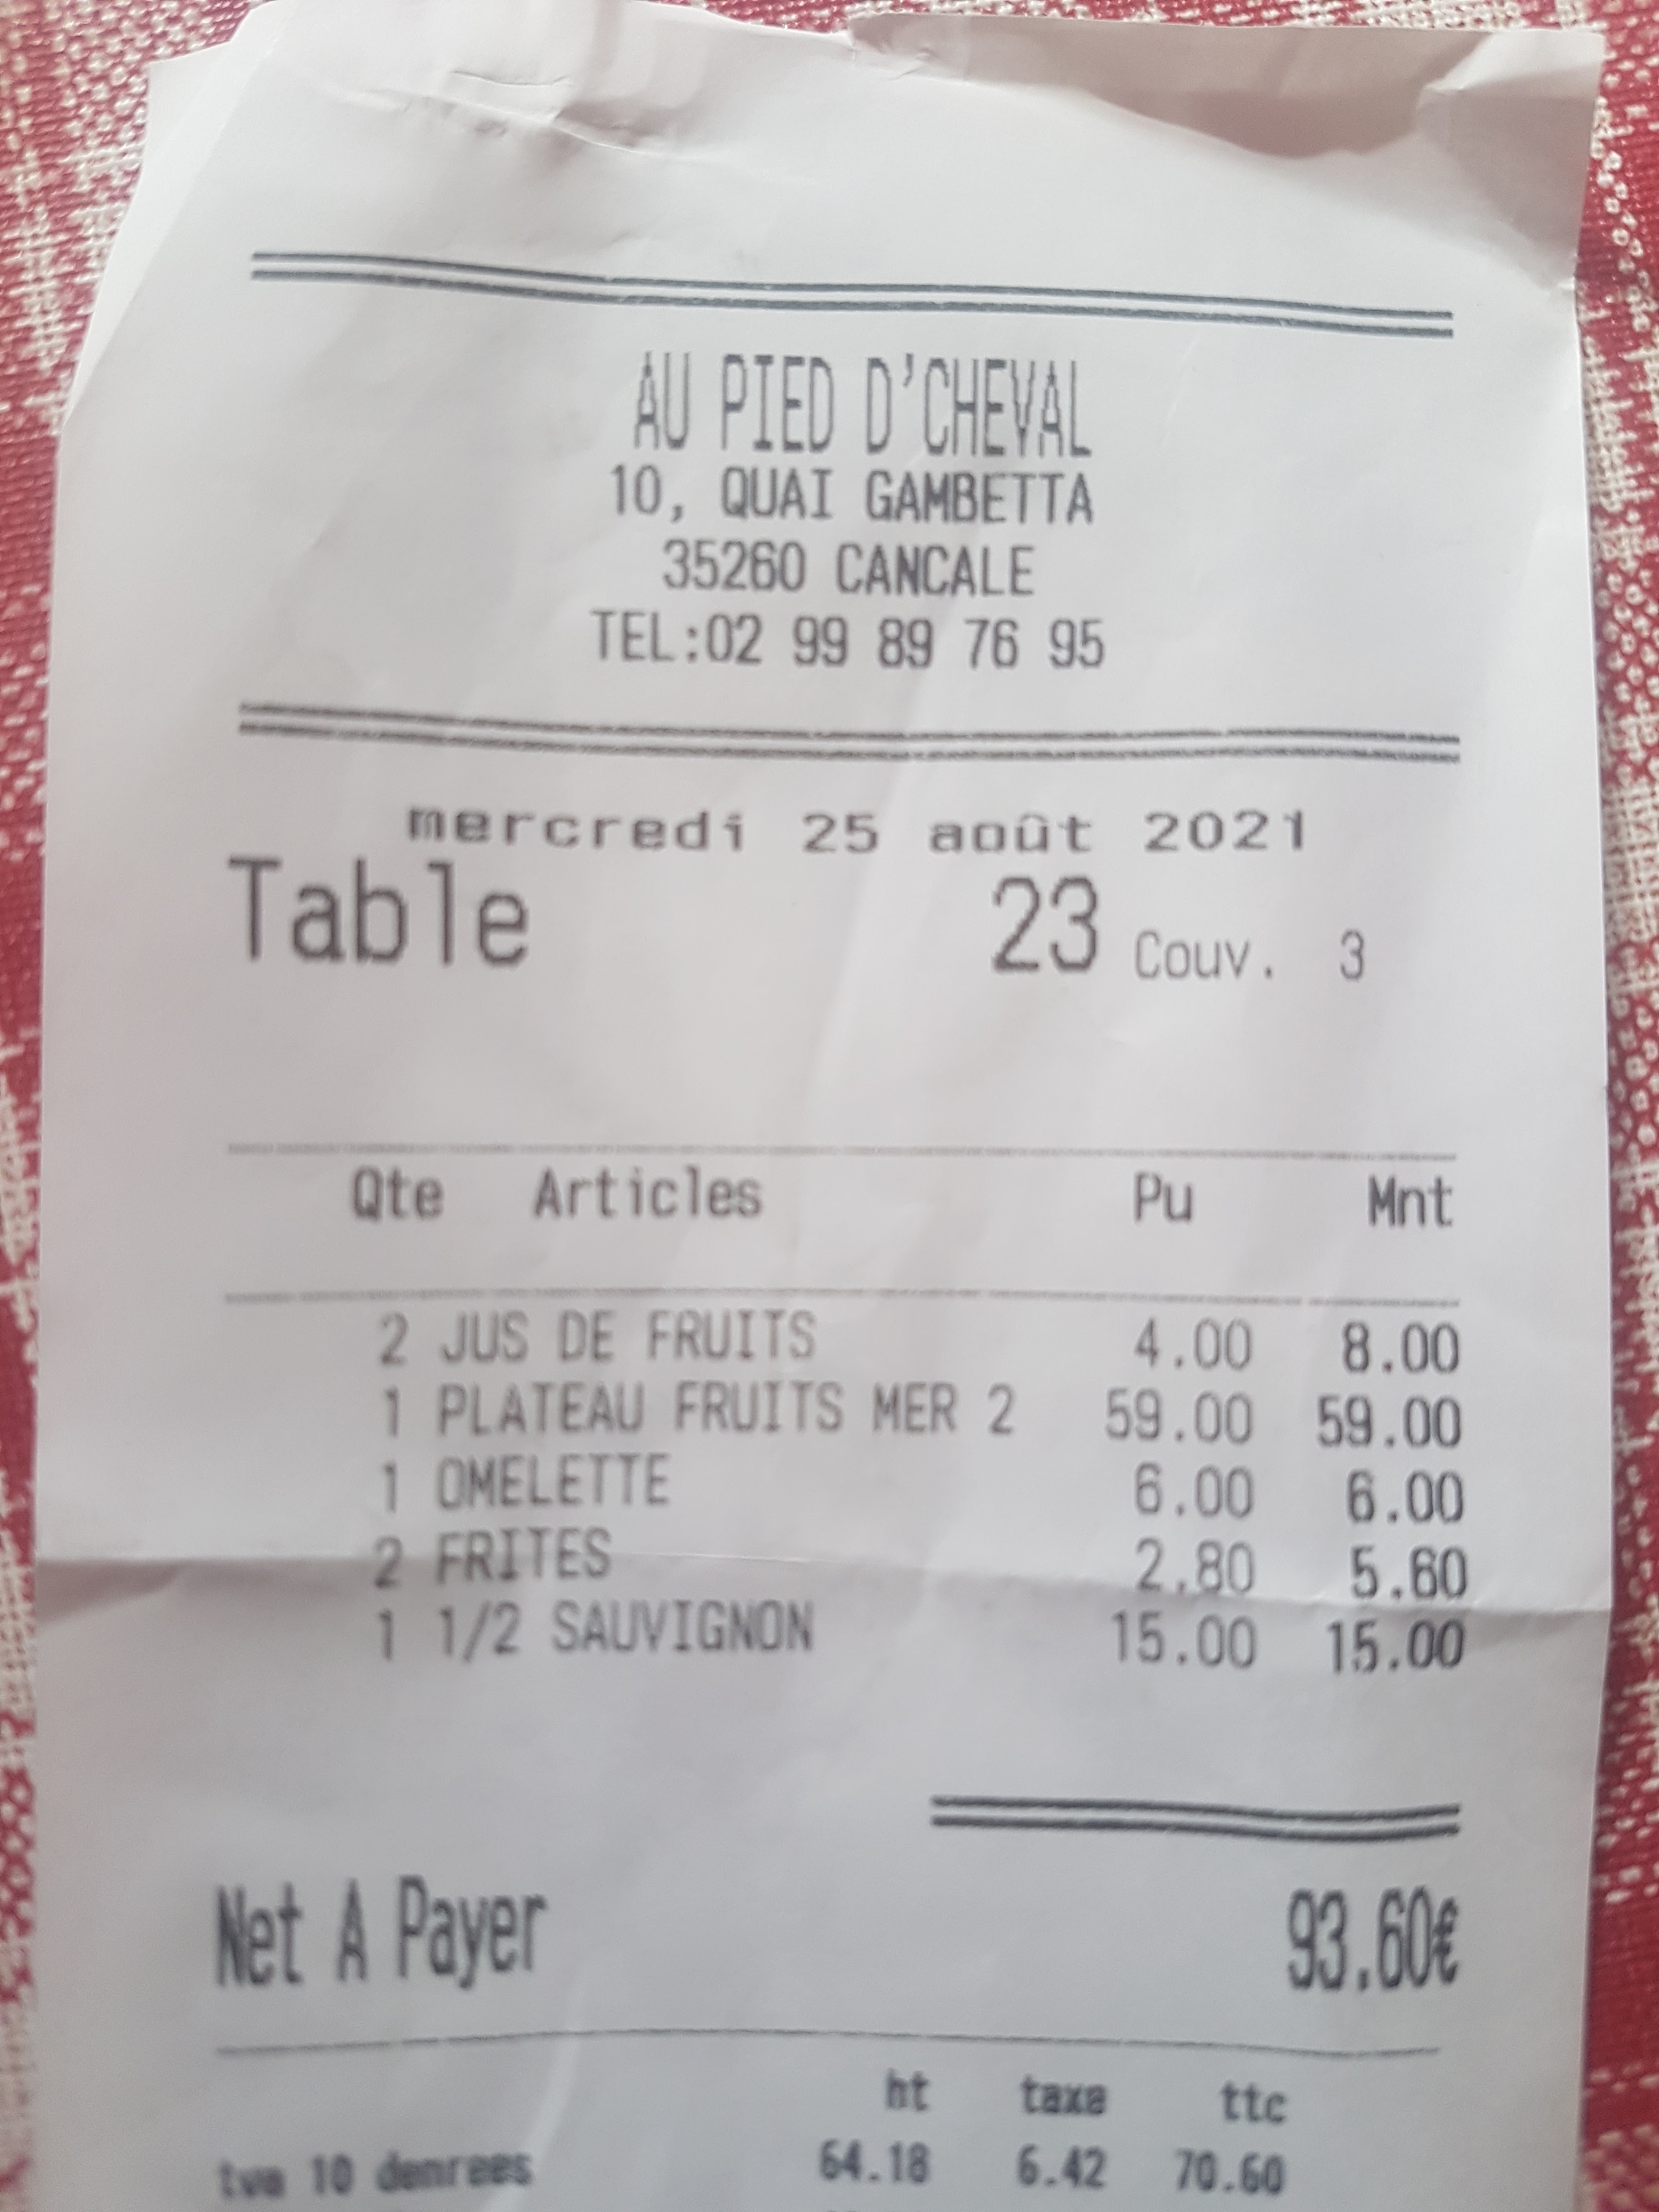 AU PIED D'CHEVAL
10, QUAI GAMBETTA
35260 CANCALE
TEL:02 99 89 76 95
mercredi 25 août 2021
Table 23 Couv. 3
Qte Articles Pu Mnt
2 JUS DE FRUITS 4.00 8.00
1 PLATEAU FRUITS MER 2 59.00 59.00
1 OMELETTE 6.00 6.00
2 FRITES 2.80 5.60
1 1/2 SAUVIGNON 15.00 15.00
Net A Payer 93.60€
ht taxe ttc
tva 10 denrees 64.18 6.42 70.60